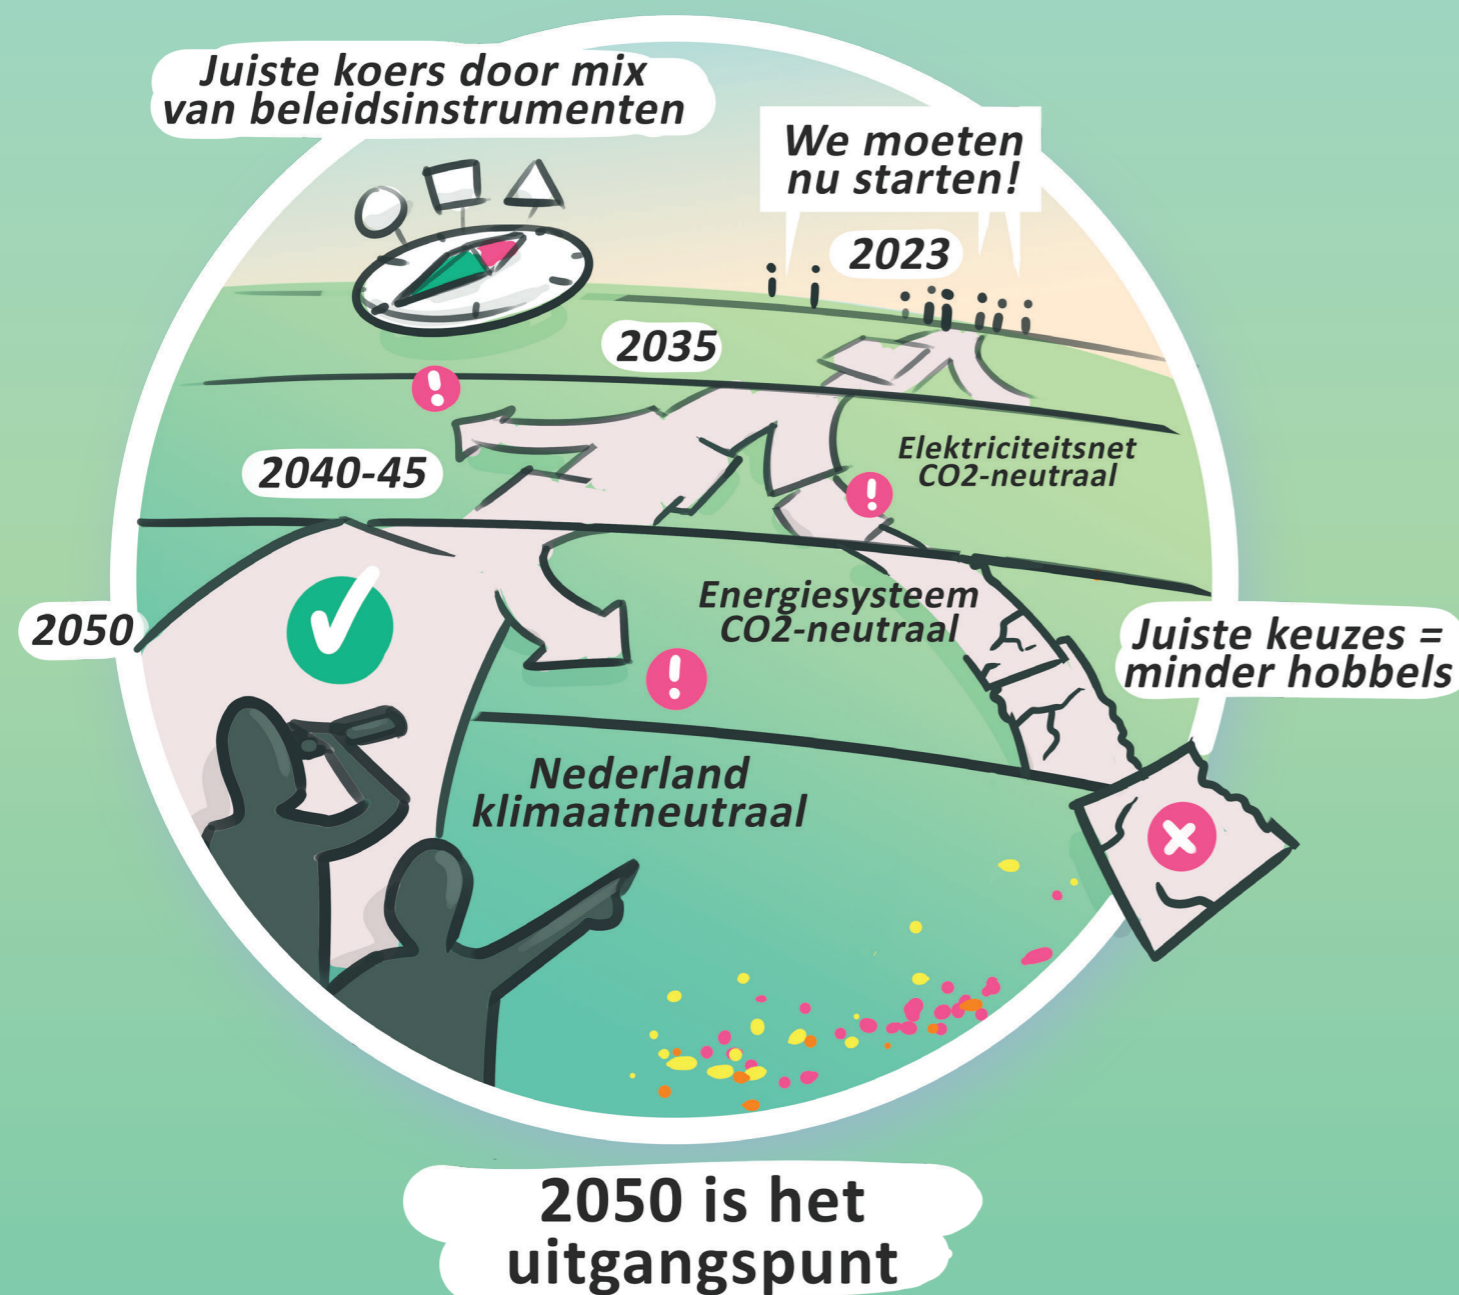 Juiste koers door mix
van beleidsinstrumenten
We moeten
nu starten!
2023
2035
Elektriciteitsnet
CO2-neutraal
2040-45
Energiesysteem
CO2-neutraal
2050
Juiste keuzes =
minder hobbels
Nederland
klimaatneutraal
2050 is het
uitgangspunt